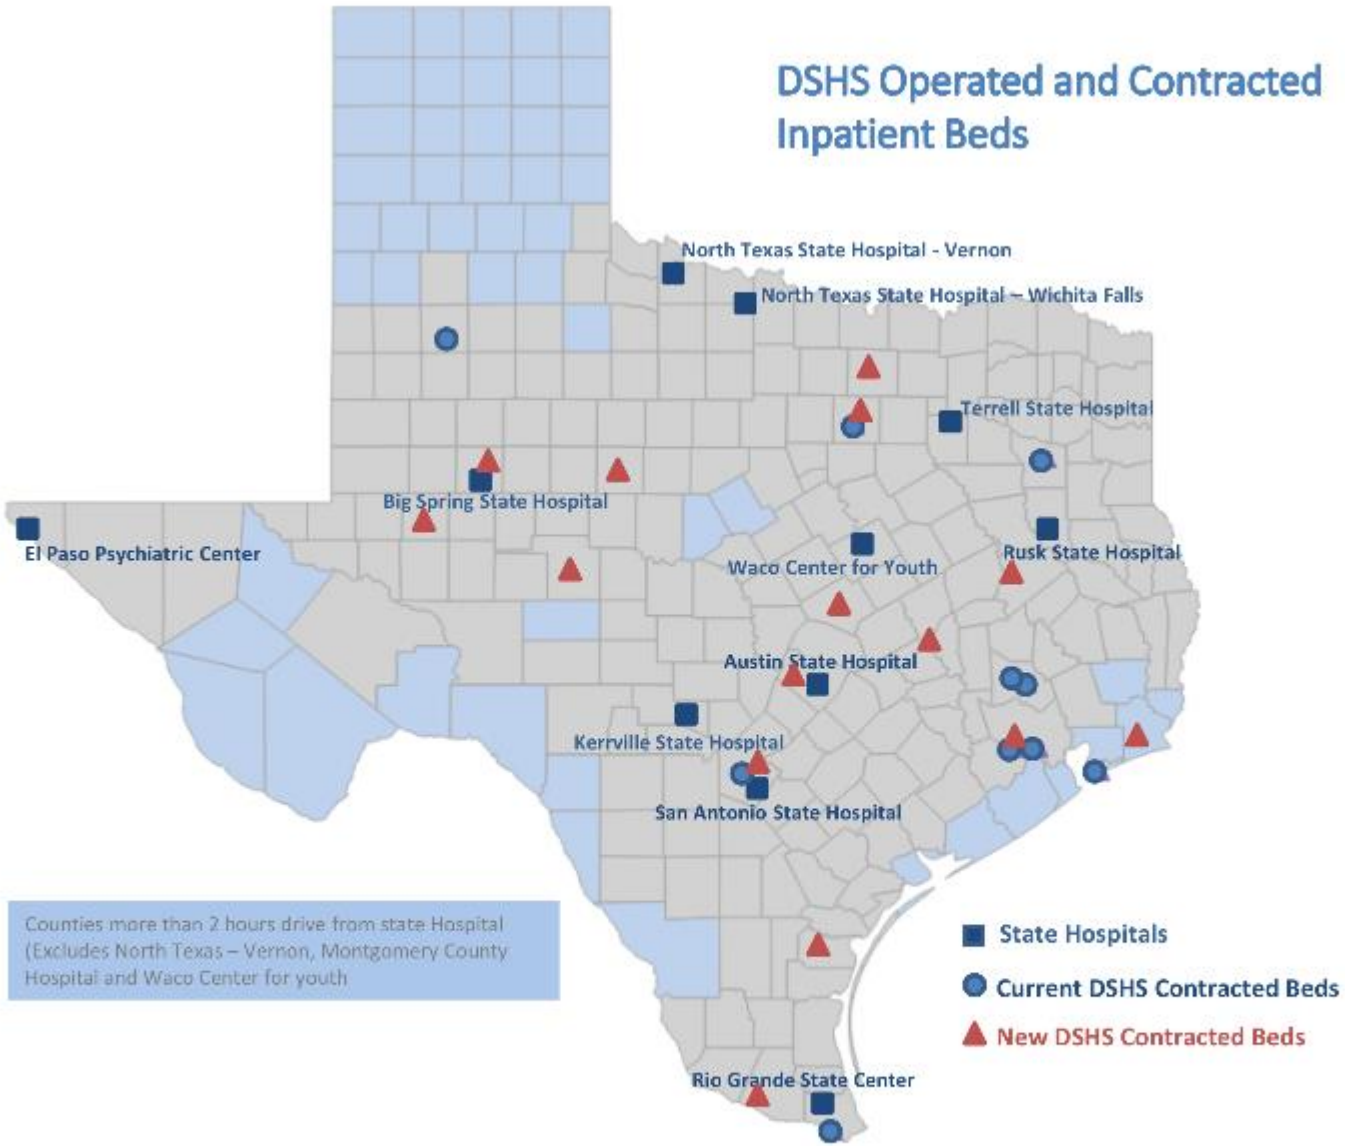 DSHS Operated and Contracted
Inpatient Beds
North Texas State Hospital - Vernon
North Texas State Hospital – Wichita Falls
Terrell State Hospital
Big Spring State Hospital
El Paso Psychiatric Center
Rusk State Hospital
Waco Center for Youth
Austin State Hospital
Kerrville State Hospital
San Antonio State Hospital
Counties more than 2 hours drive from state Hospital
(Excludes North Texas – Vernon, Montgomery County
Hospital and Waco Center for youth
State Hospitals
Current DSHS Contracted Beds
New DSHS Contracted Beds
Rio Grande State Center